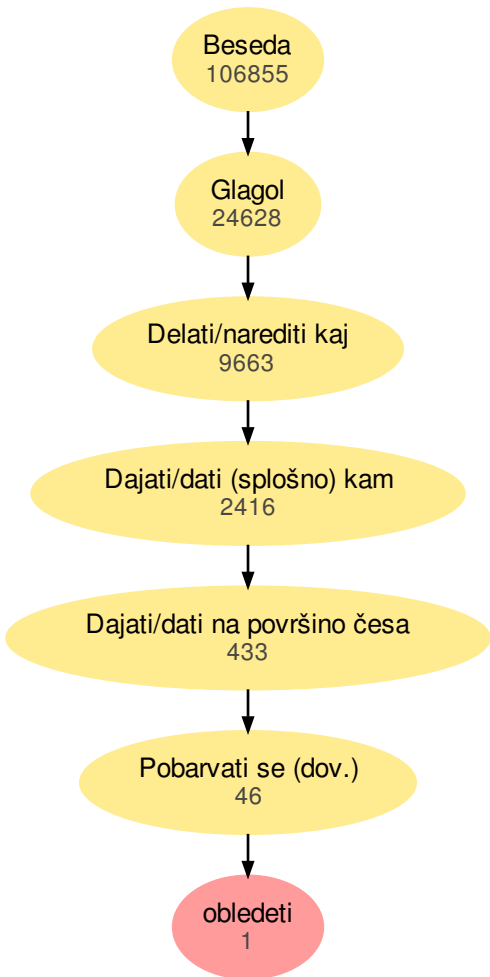 Beseda
106855
Glagol
24628
Delati/narediti kaj
9663
Dajati/dati (splošno) kam
2416
Dajati/dati na površino česa
433
Pobarvati se (dov.)
46
obledeti
1